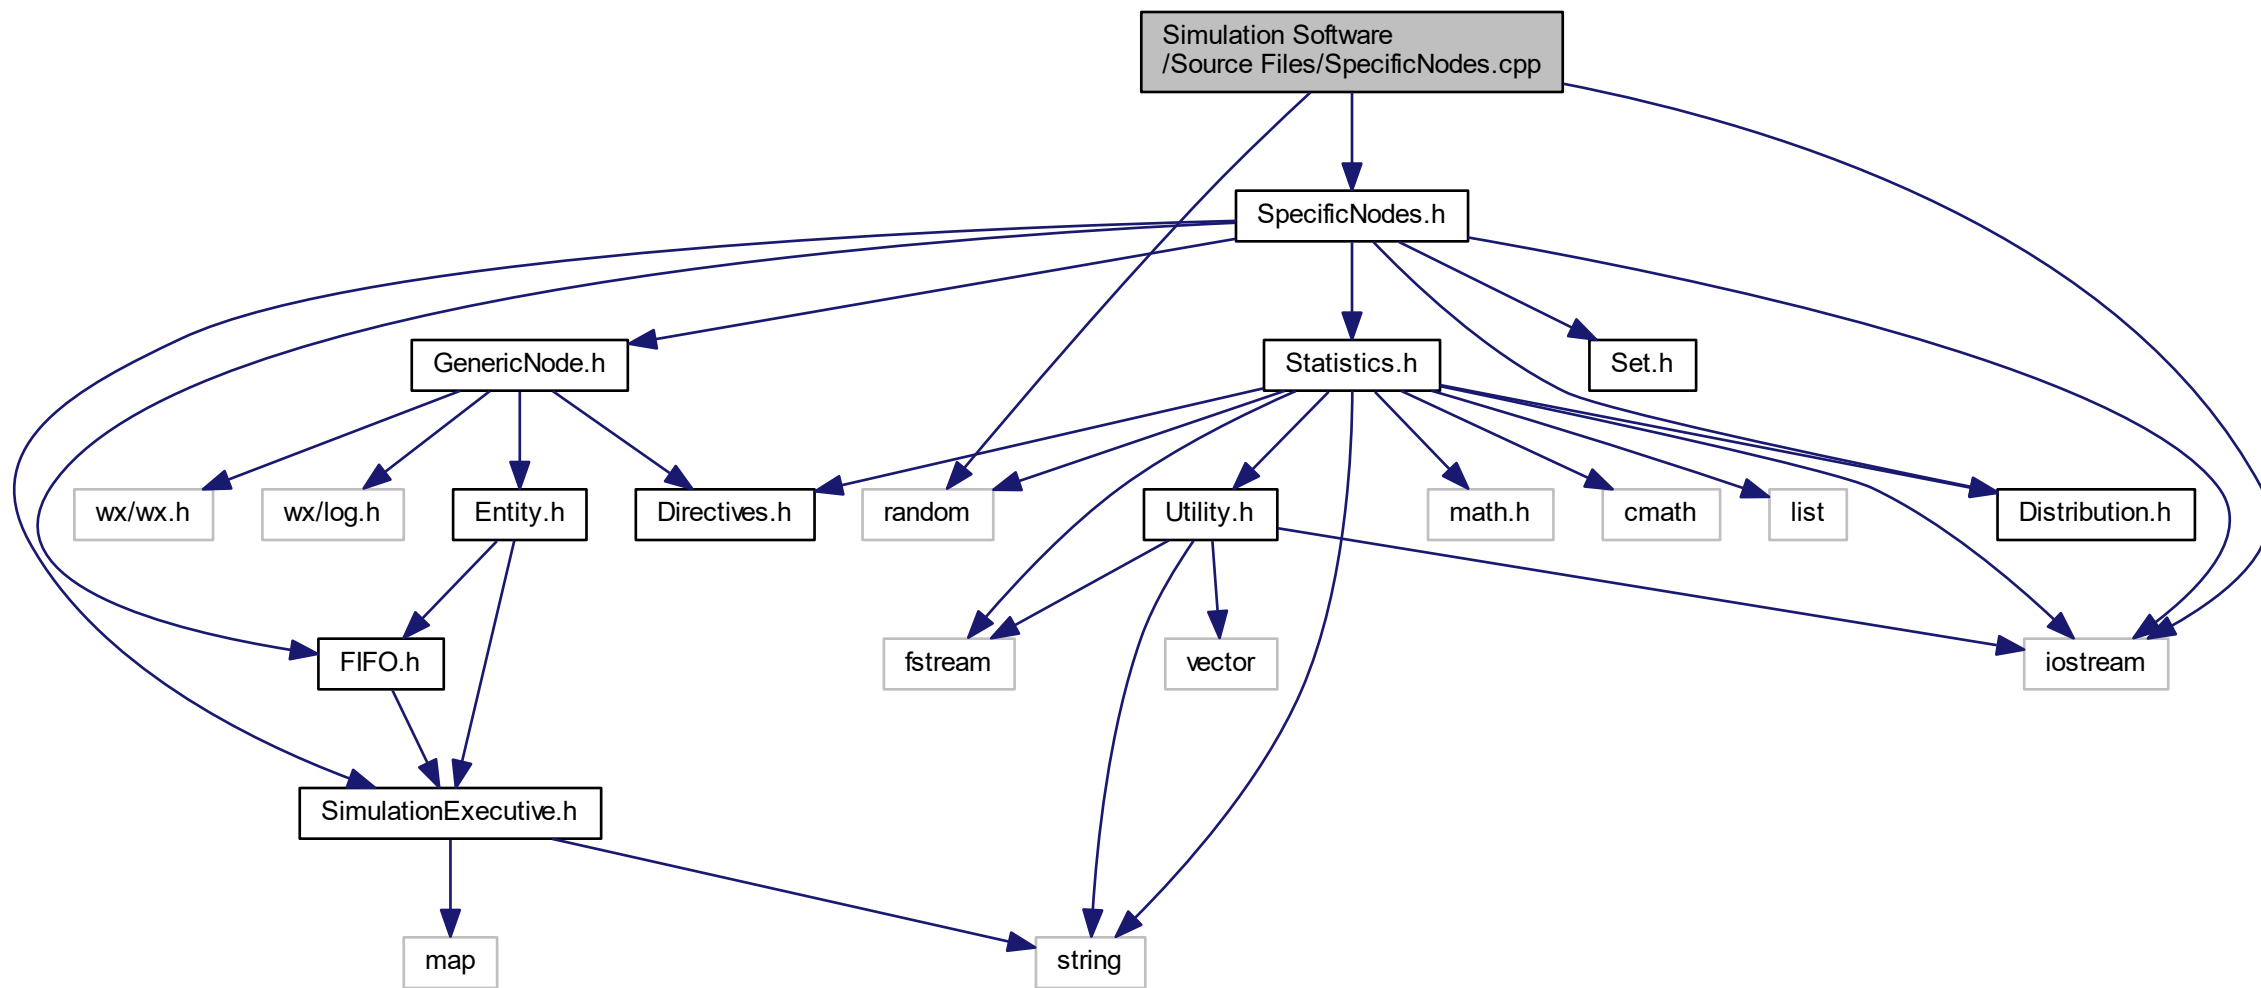 Simulation Software
/Source Files/SpecificNodes.cpp
SpecificNodes.h
GenericNode.h
Statistics.h
Set.h
wx/wx.h
wx/log.h
Entity.h
Directives.h
random
Utility.h
math.h
cmath
list
Distribution.h
FIFO.h
fstream
vector
iostream
SimulationExecutive.h
map
string